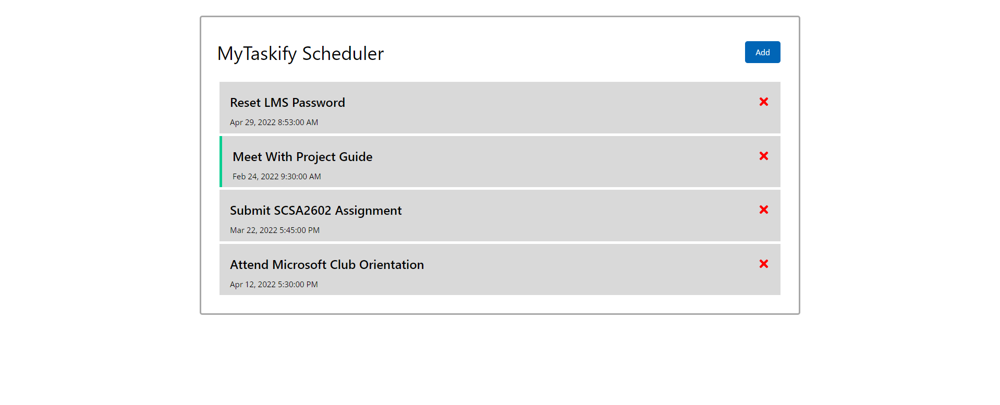 MyTaskify Scheduler
Add
Reset LMS Password
Apr 29, 2022 8:53:00 AM
Meet With Project Guide
Feb 24, 2022 9:30:00 AM
Submit SCSA2602 Assignment
Mar 22, 2022 5:45:00 PM
Attend Microsoft Club Orientation
Apr 12, 2022 5:30:00 PM